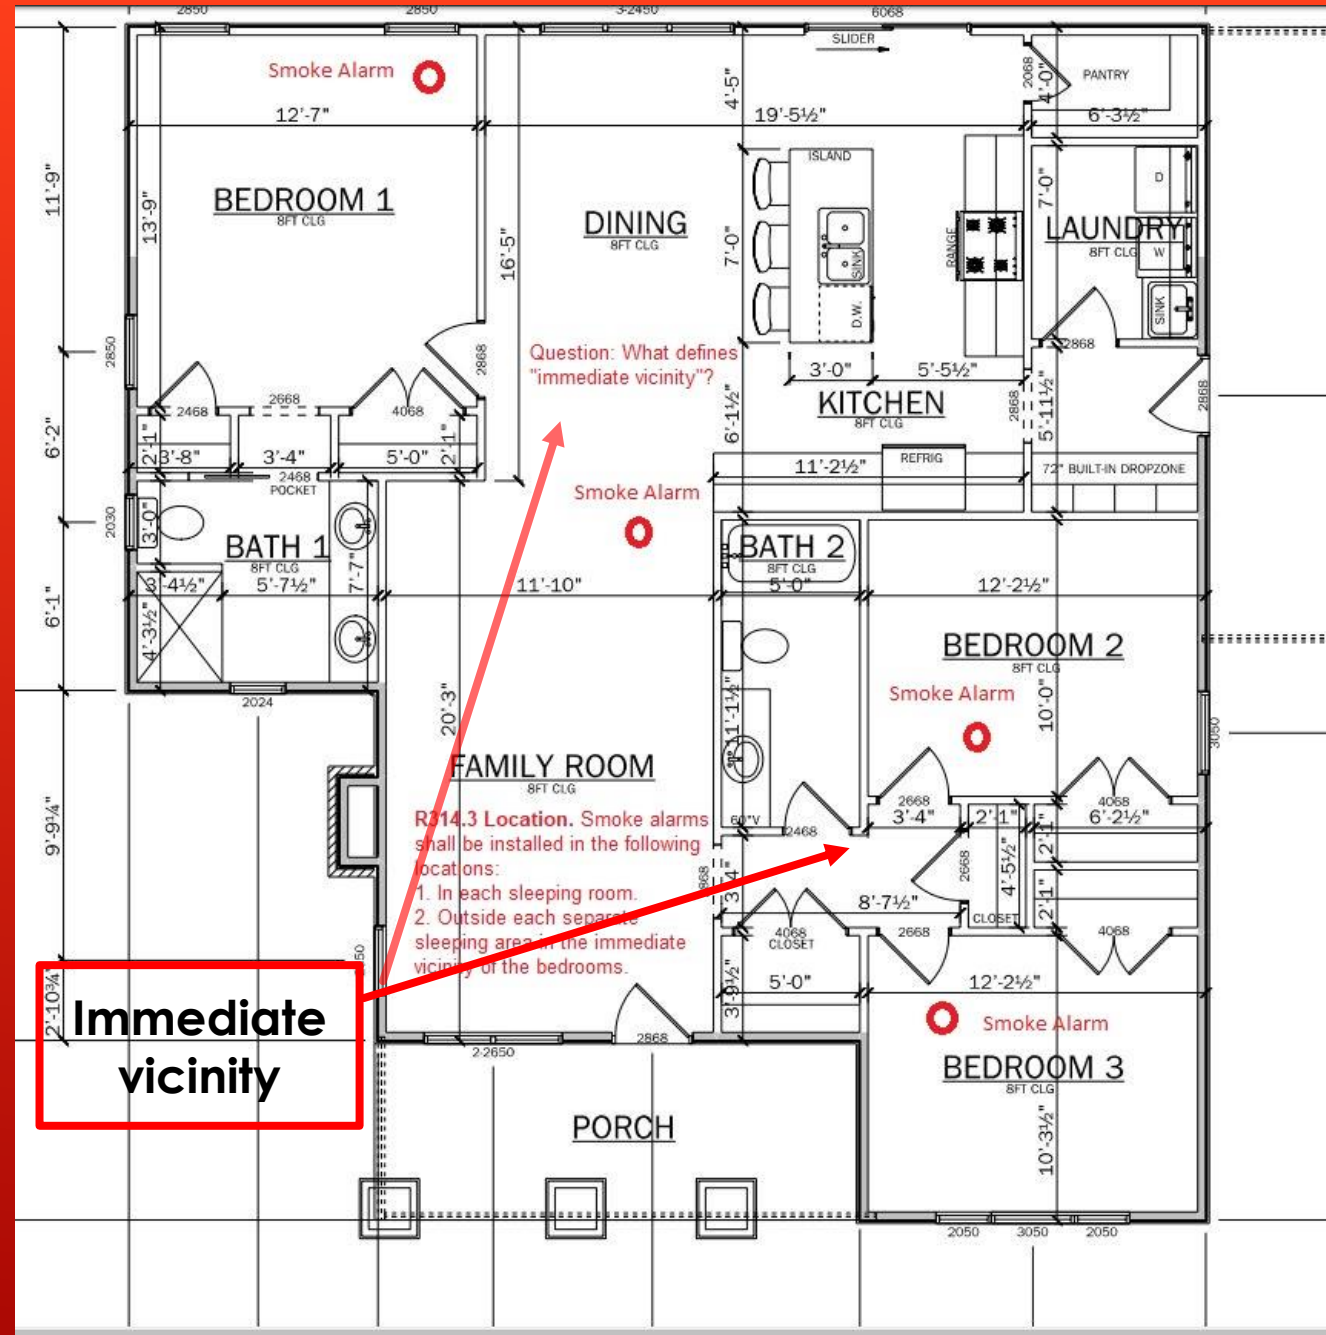 2850
2850
3-2450
6068
SLIDER
Smoke Alarm
2068
4'-0"
PANTRY
12'-7"
4'-5"
19'-5½"
6'-3½"
11'-9"
13'-9"
BEDROOM 1
8FT CLG
16'-5"
DINING
8FT CLG
7'-0"
ISLAND
SINK
D.W.
RANGE
7'-0"
D
LAUNDRY
8FT CLG
W
SINK
2868
2850
2868
Question: What defines
"immediate vicinity"?
3'-0"
5'-5½"
KITCHEN
8FT CLG
2868
5'-11½"
2868
6'-1½"
2468
2668
4068
6'-2"
2'-1"
3'-8"
3'-4"
5'-0"
2'-1"
2468
POCKET
11'-2½"
REFRIG
72" BUILT-IN DROPZONE
Smoke Alarm
2030
3'-0"
BATH 1
8FT CLG
3'-4½"
5'-7½"
7'-7"
11'-10"
BATH 2
8FT CLG
5'-0"
12'-2½"
6'-1"
4'-3½"
BEDROOM 2
8FT CLG
Smoke Alarm
10'-0"
3050
2024
20'-3"
11'-1½"
FAMILY ROOM
8FT CLG
9'-9¼"
R314.3 Location. Smoke alarms
shall be installed in the following
locations:
1. In each sleeping room.
2. Outside each separate
sleeping area in the immediate
vicinity of the bedrooms.
60"V
2468
2668
3'-4"
2'-1"
4068
6'-2½"
2'-1"
3'-4"
2668
4'-5½"
8'-7½"
CLOSET
2'-1"
4068
CLOSET
2668
4068
5'-0"
3'-9½"
12'-2½"
2'-10¾"
Immediate
vicinity
Smoke Alarm
2-2650
2868
BEDROOM 3
8FT CLG
PORCH
10'-3½"
2050
3050
2050